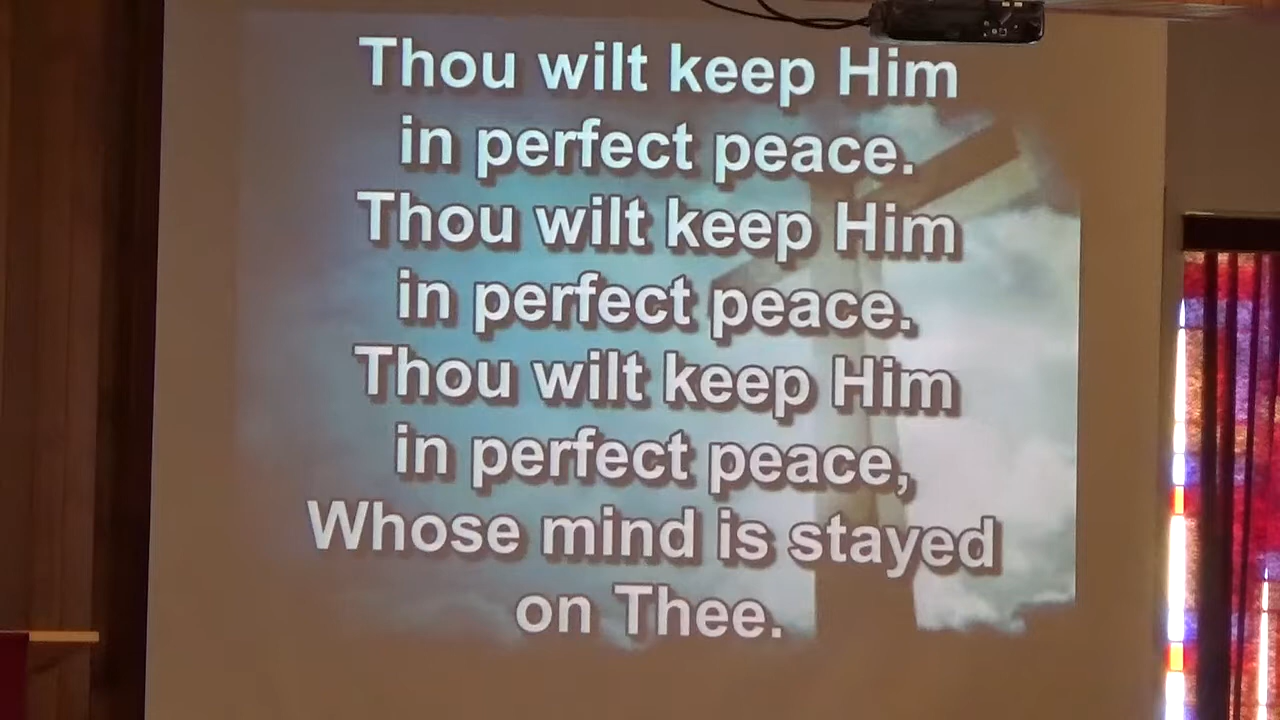 Thou wilt keep Him
in perfect peace.
Thou wilt keep Him
in perfect peace.
Thou wilt keep Him
in perfect peace,
Whose mind is stayed
on Thee.